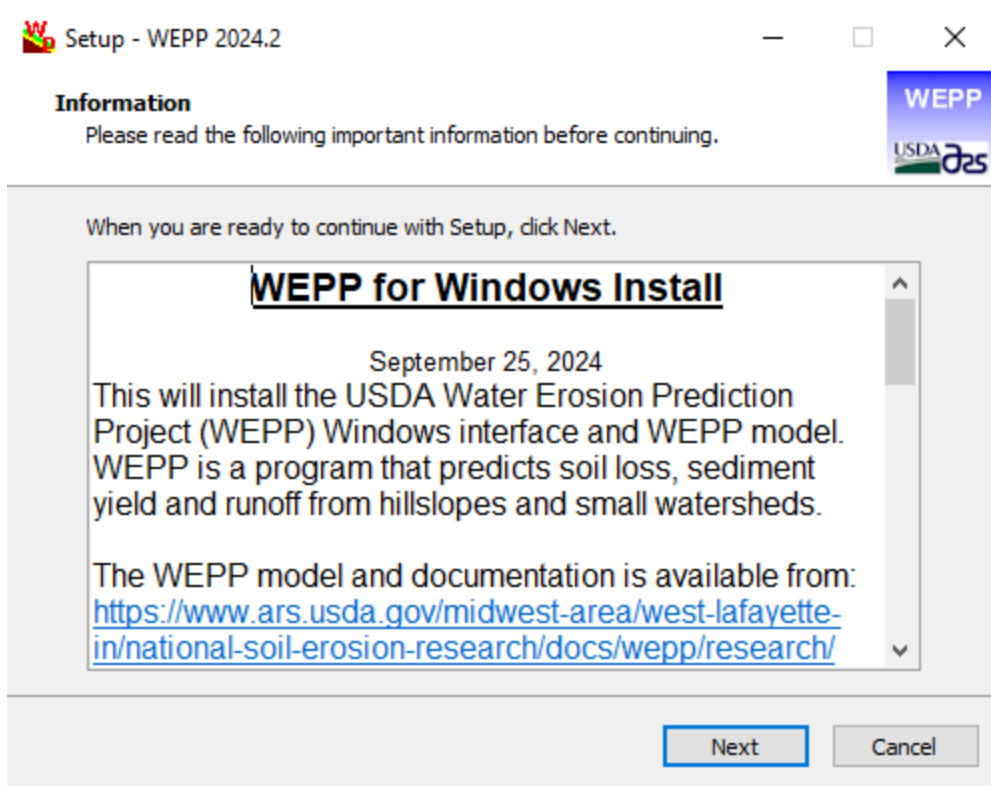 Setup - WEPP 2024.2
Information
Please read the following important information before continuing.
WEPP
USDA ars
When you are ready to continue with Setup, click Next.
WEPP for Windows Install
September 25, 2024
This will install the USDA Water Erosion Prediction
Project (WEPP) Windows interface and WEPP model.
WEPP is a program that predicts soil loss, sediment
yield and runoff from hillslopes and small watersheds.
The WEPP model and documentation is available from:
https://www.ars.usda.gov/midwest-area/west-lafayette-
in/national-soil-erosion-research/docs/wepp/research/
Next
Cancel